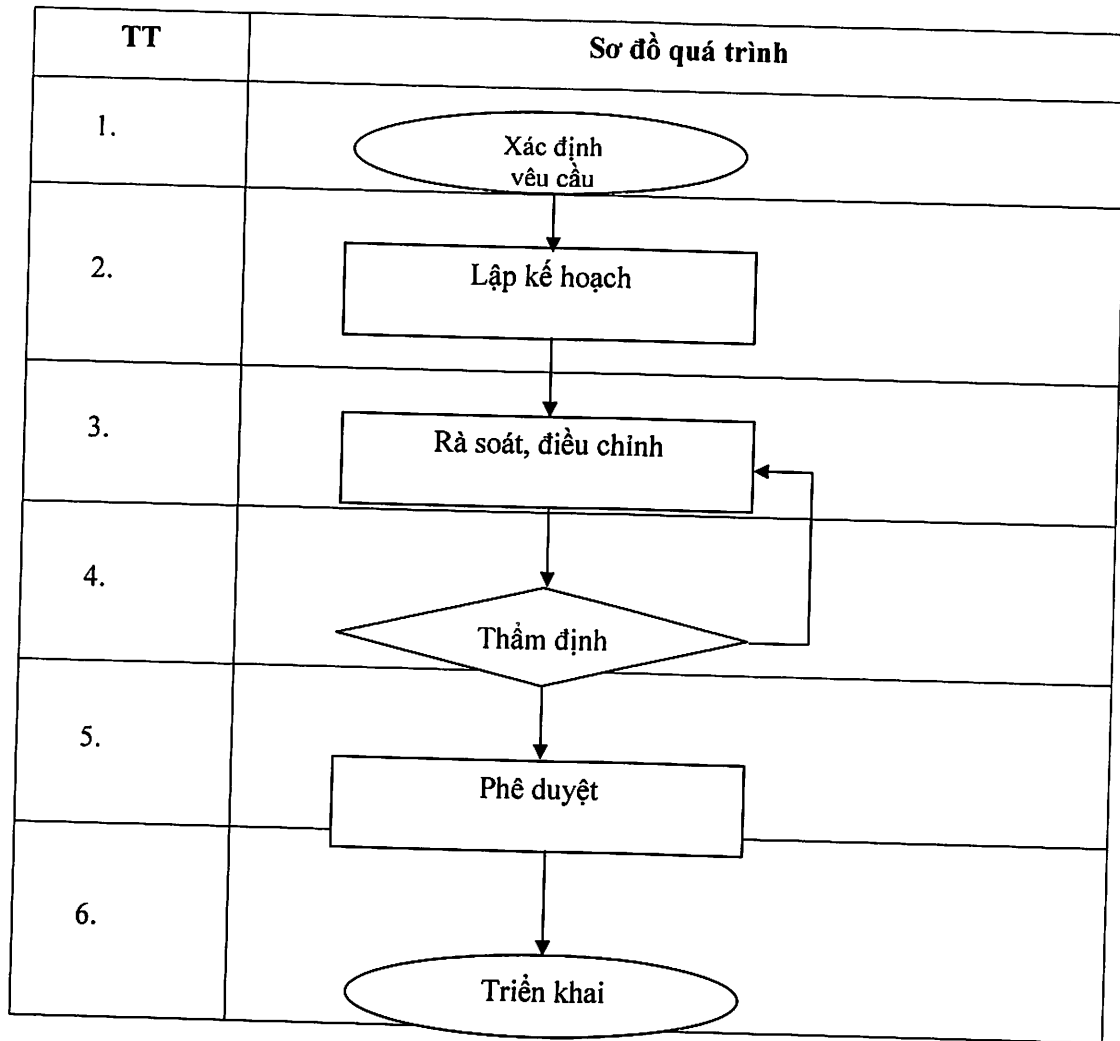 TT
Sơ đồ quá trình
1.
Xác định
yêu cầu
2.
Lập kế hoạch
3.
Rà soát, điều chỉnh
4.
Thẩm định
5.
Phê duyệt
6.
Triển khai